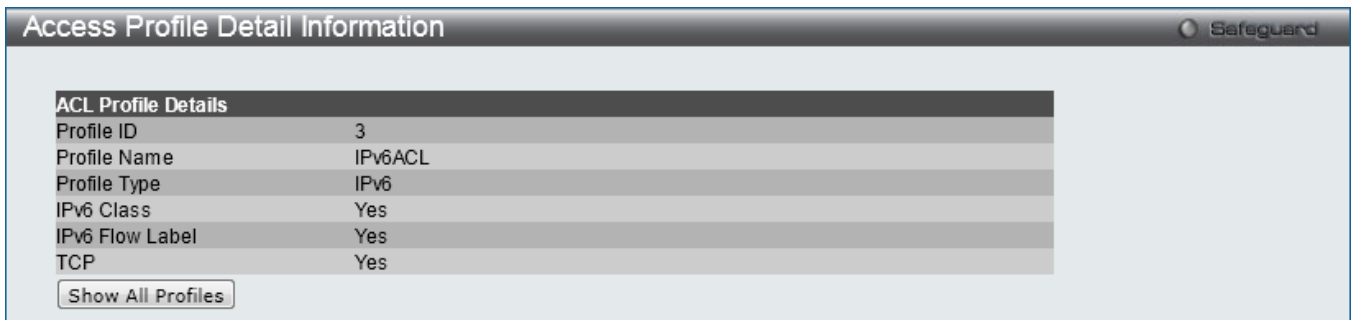 Access Profile Detail Information
Safeguard
ACL Profile Details
Profile ID 3
Profile Name IPv6ACL
Profile Type IPv6
IPv6 Class Yes
IPv6 Flow Label Yes
TCP Yes
Show All Profiles